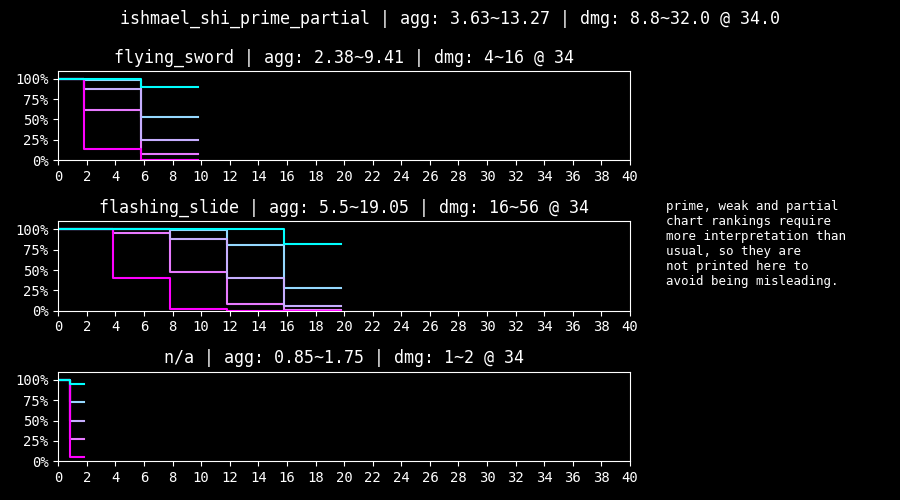 ishmael_shi_prime_partial | agg: 3.63~13.27 | dmg: 8.8~32.0 @ 34.0
flying_sword | agg: 2.38~9.41 | dmg: 4~16 @ 34
100%
75%
50%
25%
0%
0 2 4 6 8 10 12 14 16 18 20 22 24 26 28 30 32 34 36 38 40
flashing_slide | agg: 5.5~19.05 | dmg: 16~56 @ 34
100%
75%
50%
25%
0%
0 2 4 6 8 10 12 14 16 18 20 22 24 26 28 30 32 34 36 38 40
prime, weak and partial
chart rankings require
more interpretation than
usual, so they are
not printed here to
avoid being misleading.
n/a | agg: 0.85~1.75 | dmg: 1~2 @ 34
100%
75%
50%
25%
0%
0 2 4 6 8 10 12 14 16 18 20 22 24 26 28 30 32 34 36 38 40